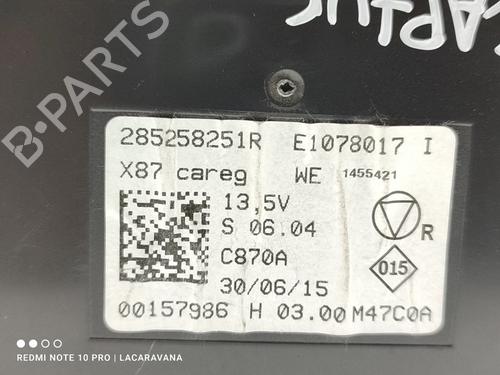 B-PARTS
CAPTUR
285258251R E1078017 I
X87 careg WE 1455421
13,5V
S 06.04
R
C870A
015
30/06/15
00157986 H 03.00 M47C0A
REDMI NOTE 10 PRO | LACARAVANA